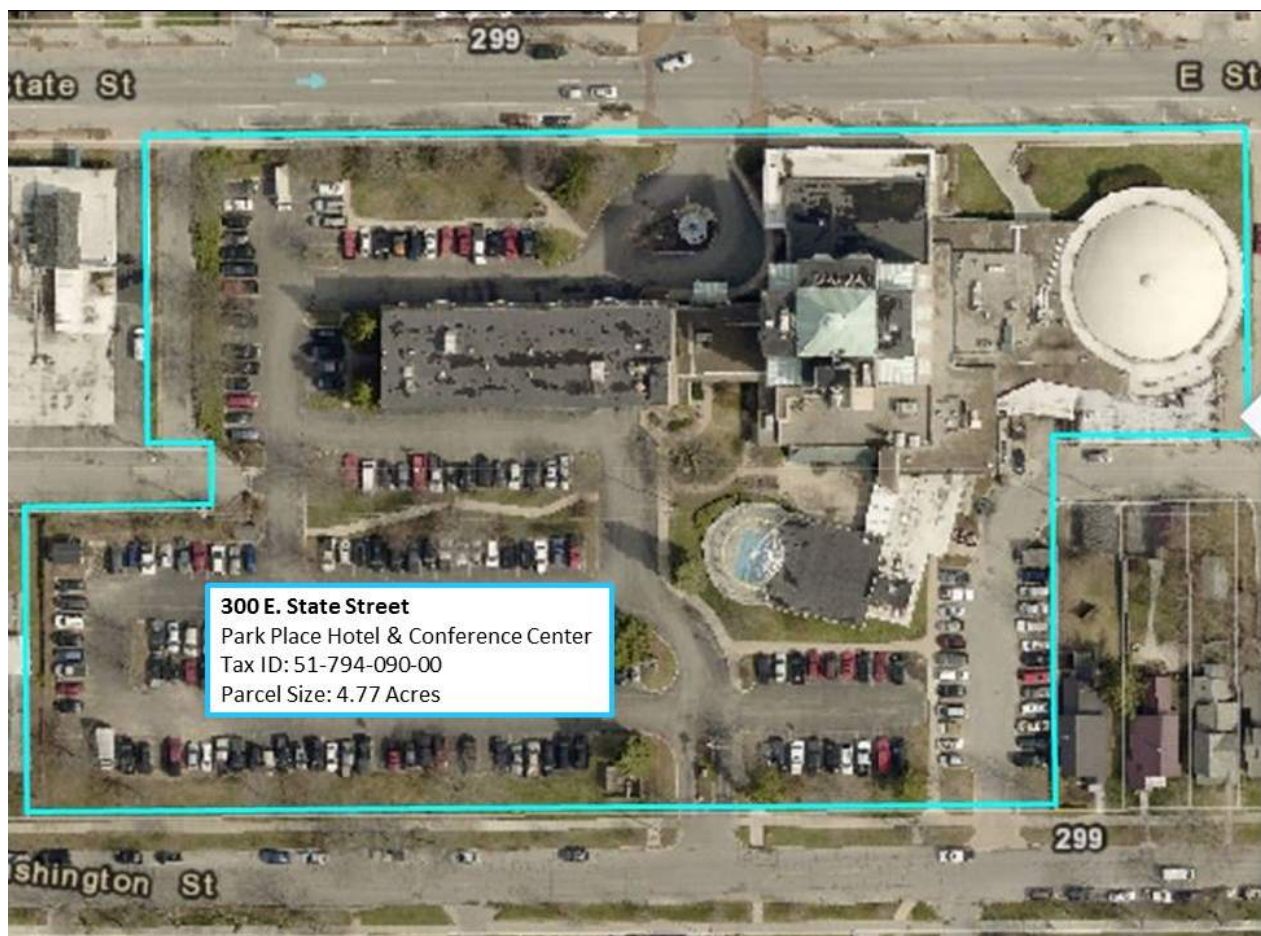 299
State St
E St
300 E. State Street
Park Place Hotel & Conference Center
Tax ID: 51-794-090-00
Parcel Size: 4.77 Acres
299
shington St